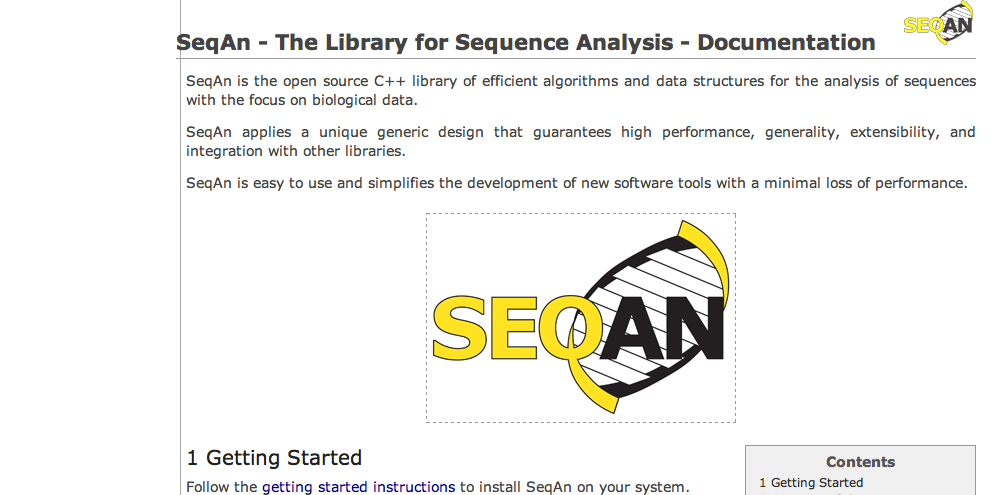 SEQAN
SeqAn - The Library for Sequence Analysis - Documentation
SeqAn is the open source C++ library of efficient algorithms and data structures for the analysis of sequences
with the focus on biological data.
SeqAn applies a unique generic design that guarantees high performance, generality, extensibility, and
integration with other libraries.
SeqAn is easy to use and simplifies the development of new software tools with a minimal loss of performance.
SEQAN
1 Getting Started
Follow the getting started instructions to install SeqAn on your system.
Contents
1 Getting Started